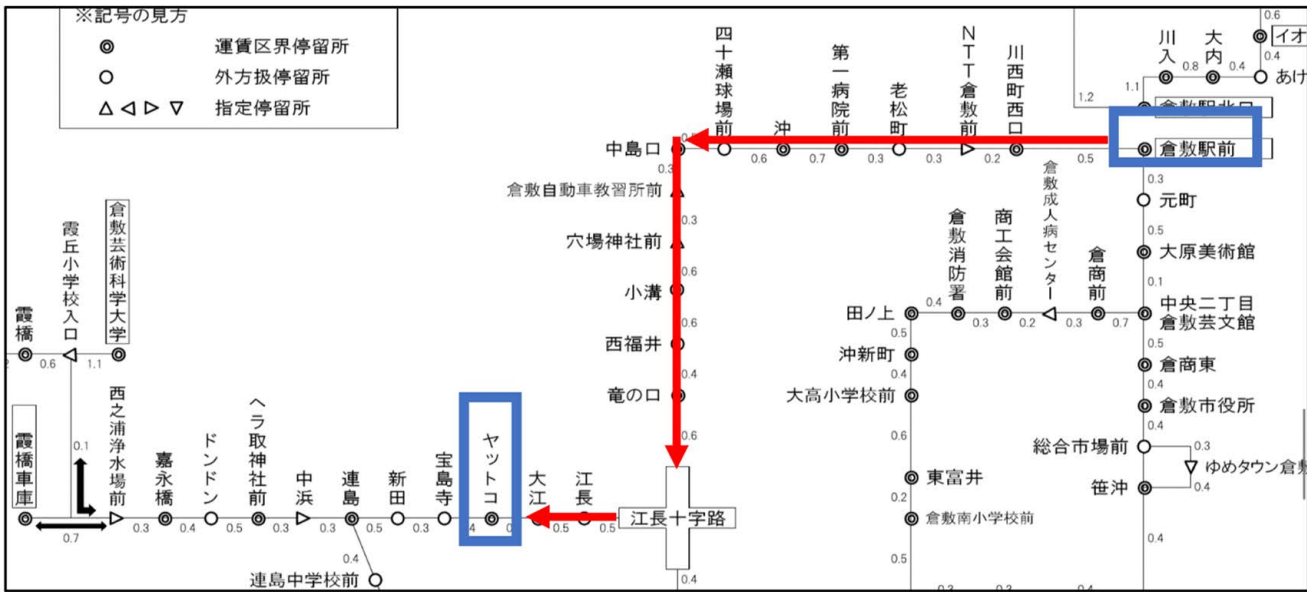 ※記号の見方
運賃区界停留所
外方扱停留所
指定停留所
四十瀬球場前
沖
第一病院前
老松町
NTT倉敷前
川西町西口
川入
大内
イオ
あけ
倉敷駅北口
倉敷駅前
中島口
倉敷自動車教習所前
穴場神社前
小溝
西福井
竜の口
江長十字路
元町
大原美術館
中央二丁目
倉敷芸文館
倉商東
倉敷市役所
総合市場前
ゆめタウン倉敷
笹沖
倉商前
倉敷成人病センター
商工会館前
倉敷消防署
田ノ上
沖新町
大高小学校前
東富井
倉敷南小学校前
霞橋
霞丘小学校入口
倉敷芸術科学大学
霞橋車庫
西之浦浄水場前
嘉永橋
ドンドン
ヘラ取神社前
中浜
連島
新田
宝島寺
ヤットコ
大江
江長
連島中学校前
0.6
0.4
1.1
0.8
0.4
1.2
0.6
0.7
0.3
0.3
0.2
0.5
0.3
0.3
0.6
0.6
0.4
0.6
0.4
0.3
0.5
0.1
0.5
0.4
0.4
0.3
0.4
0.4
0.4
0.3
0.2
0.3
0.7
0.5
0.4
0.6
0.2
0.5
0.6
1.1
0.1
0.7
0.3
0.4
0.5
0.3
0.3
0.5
0.3
0.5
0.5
0.4